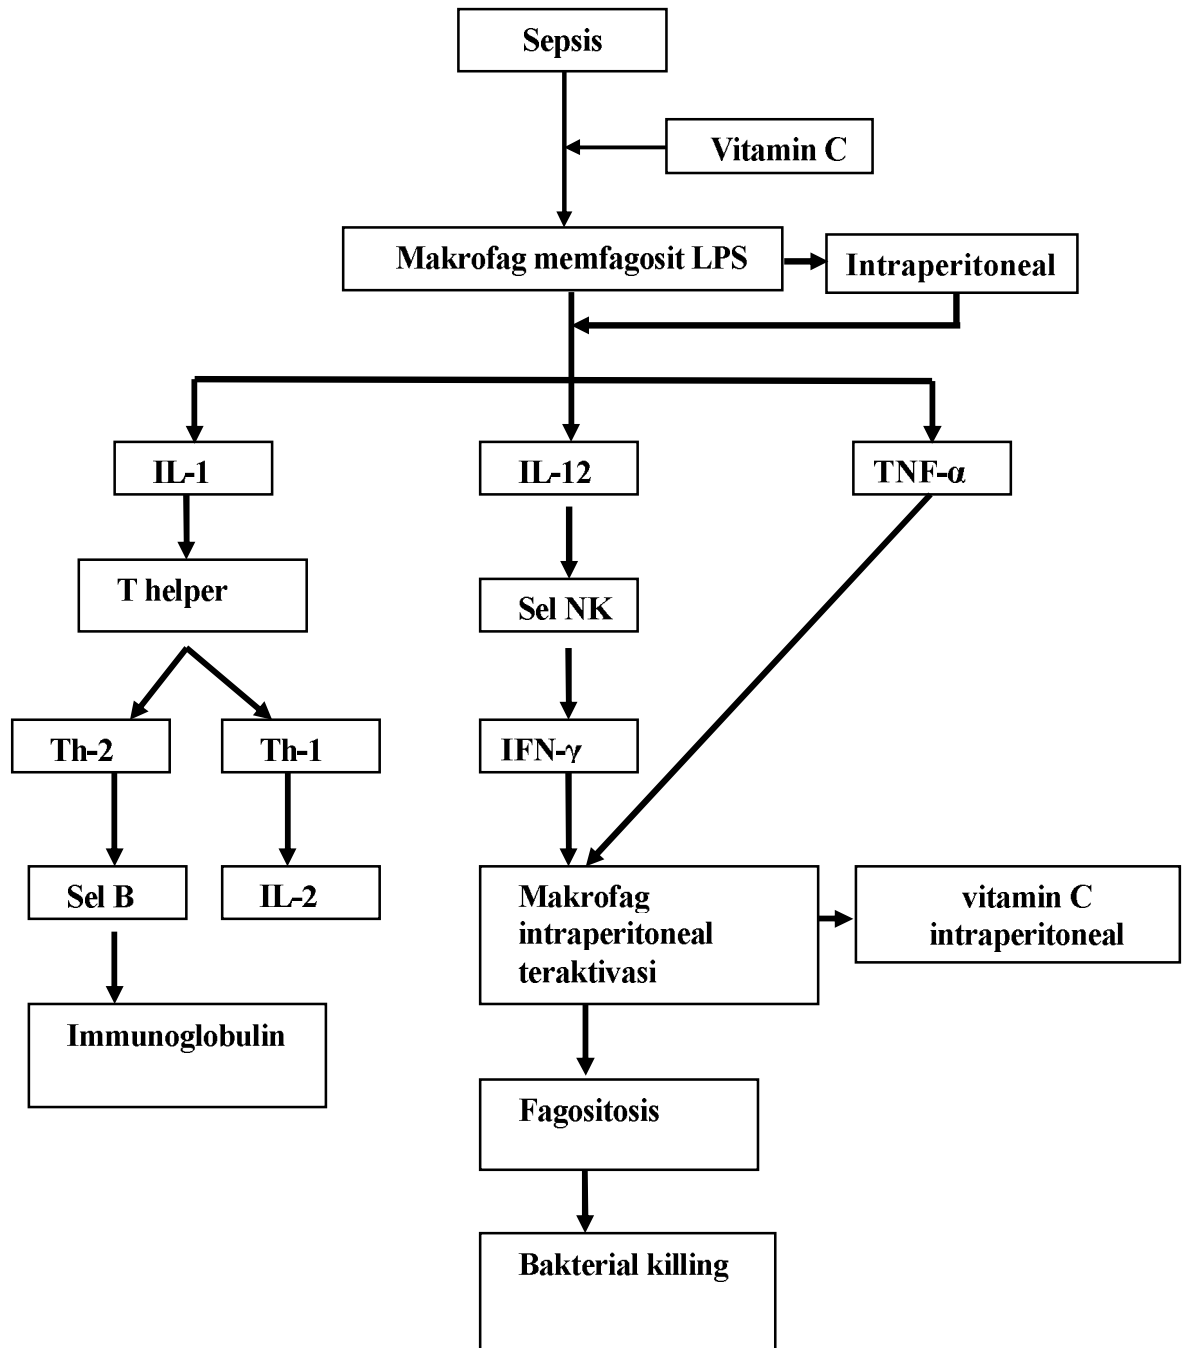 Sepsis
Vitamin C
Makrofag memfagosit LPS
Intraperitoneal
IL-1
IL-12
TNF-α
T helper
Sel NK
Th-2
Th-1
IFN-γ
Sel B
IL-2
Makrofag
intraperitoneal
teraktivasi
vitamin C
intraperitoneal
Immunoglobulin
Fagositosis
Bakterial killing